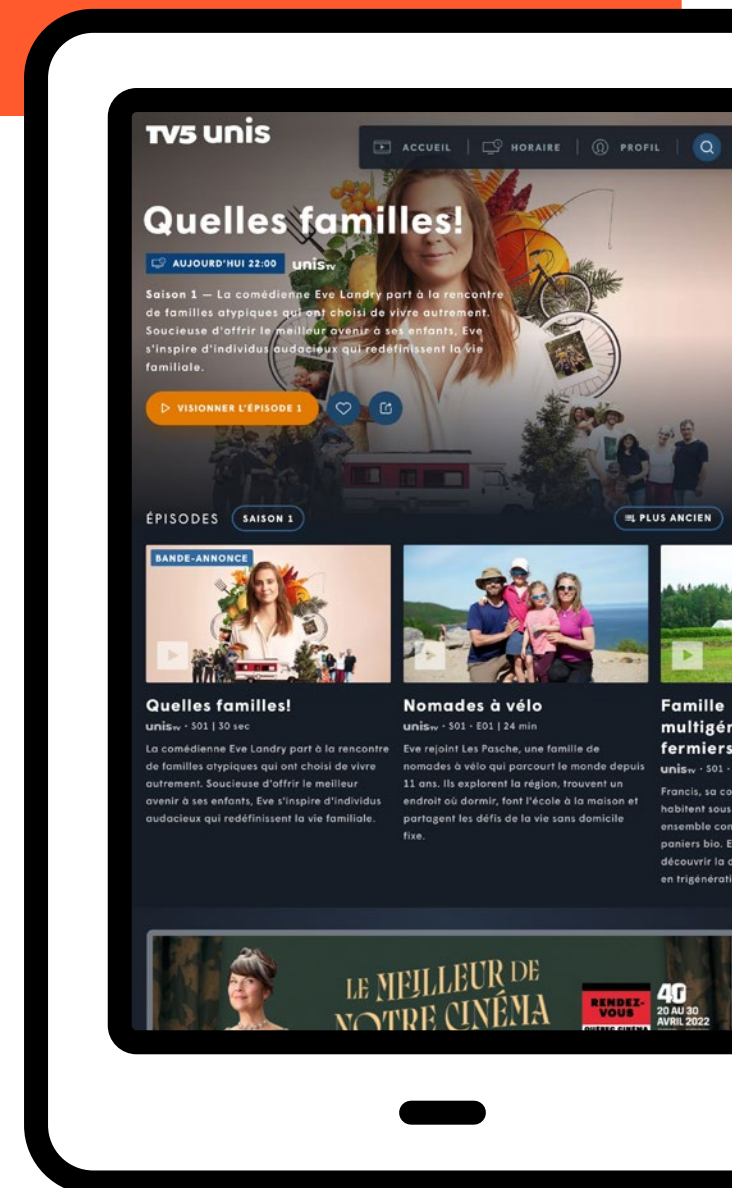 TV5 unis
ACCUEIL | HORAIRE | PROFIL
Quelles familles!
AUJOURD'HUI 22:00 unis TV
Saison 1 — La comédienne Eve Landry part à la rencontre
de familles atypiques qui ont choisi de vivre autrement.
Soucieuse d'offrir le meilleur avenir à ses enfants, Eve
s'inspire d'individus audacieux qui redéfinissent la vie
familiale.
VISIONNER L'ÉPISODE 1
ÉPISODES SAISON 1
PLUS ANCIEN
BANDE-ANNONCE
Quelles familles!
unis TV · S01 | 30 sec
La comédienne Eve Landry part à la rencontre
de familles atypiques qui ont choisi de vivre
autrement. Soucieuse d'offrir le meilleur
avenir à ses enfants, Eve s'inspire d'individus
audacieux qui redéfinissent la vie familiale.
Nomades à vélo
unis TV · S01 · E01 | 24 min
Eve rejoint Les Pasche, une famille de
nomades à vélo qui parcourt le monde depuis
11 ans. Ils explorent la région, trouvent un
endroit où dormir, font l'école à la maison et
partagent les défis de la vie sans domicile
fixe.
Famille
multigér
fermiers
unis TV · S01 ·
Francis, sa co
habitent sous
ensemble con
paniers bio. E
découvrir la
en trigénérati
LE MEILLEUR DE
NOTRE CINÉMA
RENDEZ-
VOUS
QUÉBEC CINÉMA
40
20 AU 30
AVRIL 2022